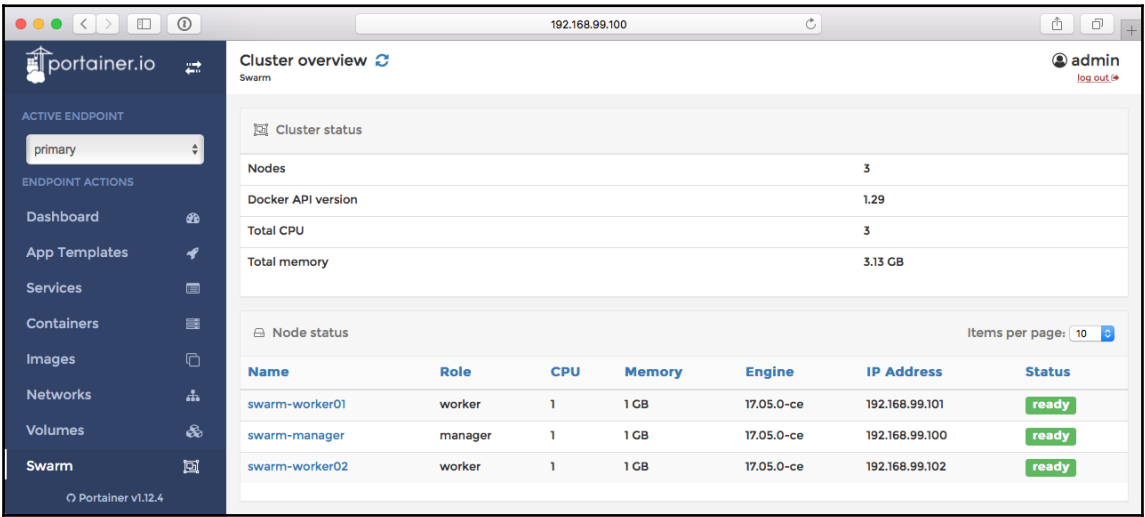 192.168.99.100
portainer.io
Cluster overview
Swarm
admin
log out
ACTIVE ENDPOINT
primary
ENDPOINT ACTIONS
Dashboard
App Templates
Services
Containers
Images
Networks
Volumes
Swarm
Portainer v1.12.4
Cluster status
Nodes 3
Docker API version 1.29
Total CPU 3
Total memory 3.13 GB
Node status
Items per page: 10
Name Role CPU Memory Engine IP Address Status
swarm-worker01 worker 1 1 GB 17.05.0-ce 192.168.99.101 ready
swarm-manager manager 1 1 GB 17.05.0-ce 192.168.99.100 ready
swarm-worker02 worker 1 1 GB 17.05.0-ce 192.168.99.102 ready